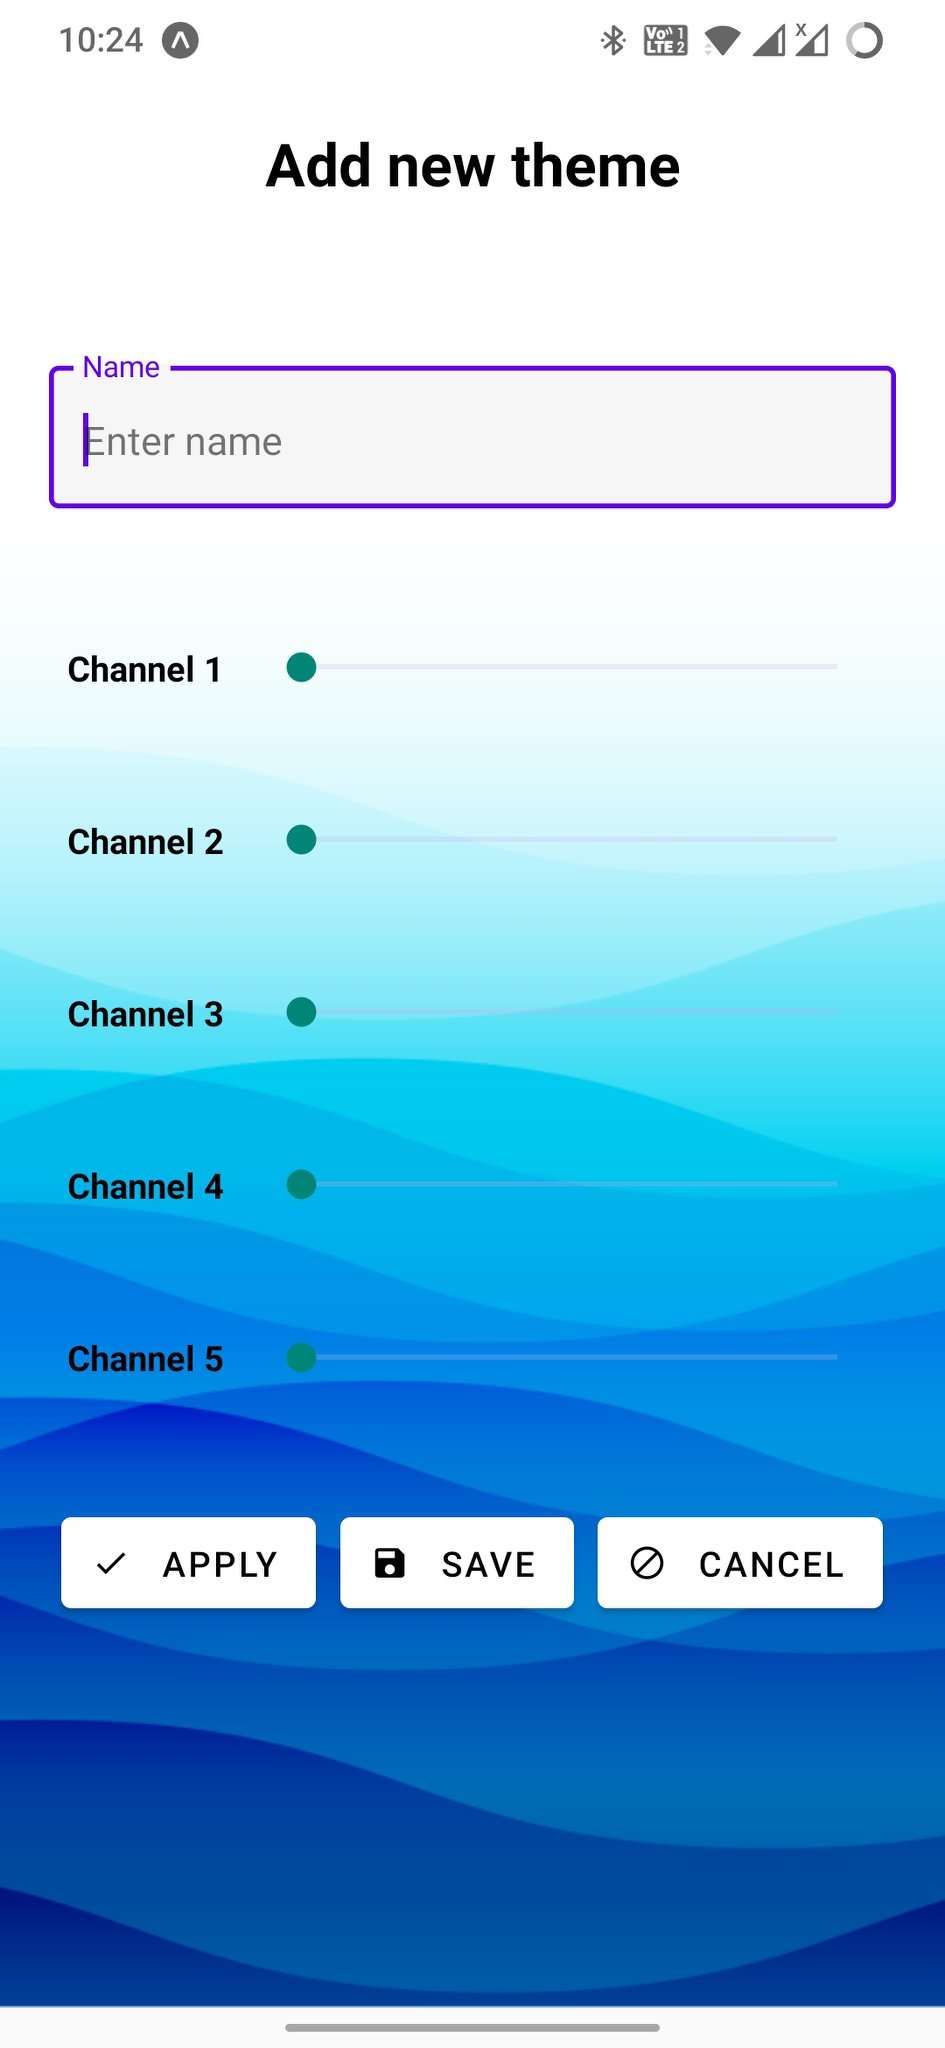 10:24
Vo 1
LTE 2
X
Add new theme
Name
Enter name
Channel 1
Channel 2
Channel 3
Channel 4
Channel 5
APPLY SAVE CANCEL